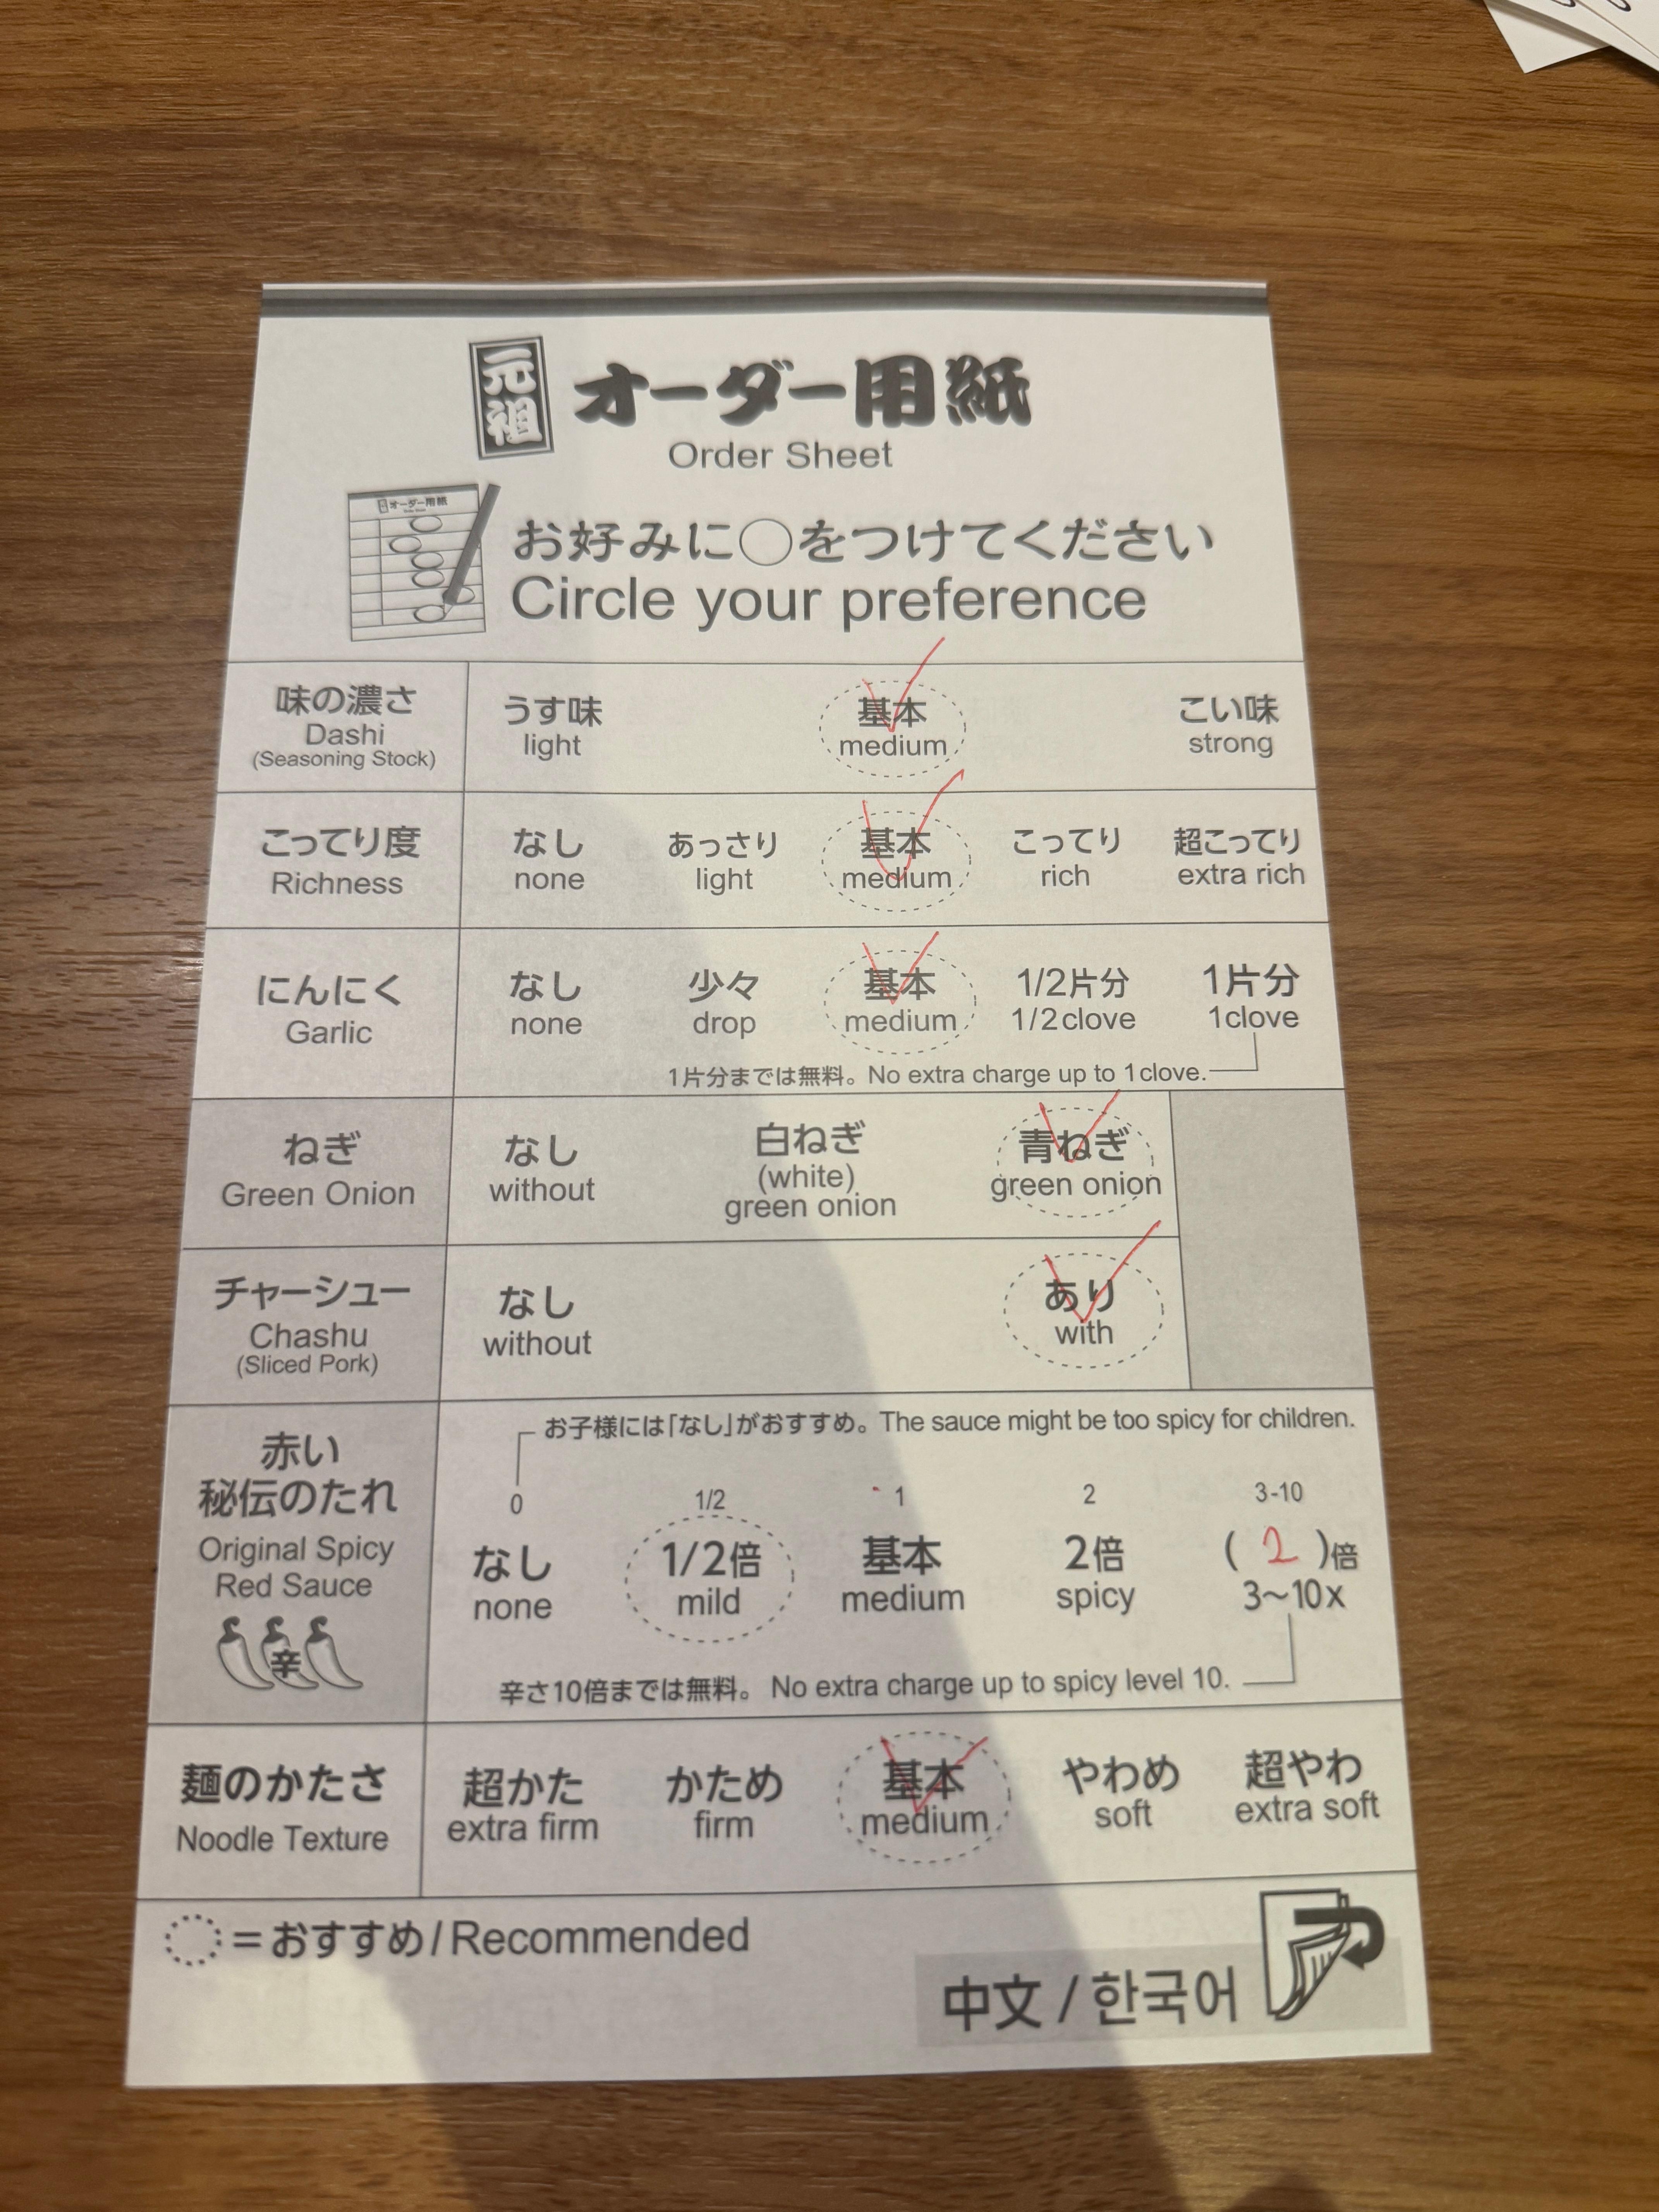 元祖 オーダー用紙
Order Sheet
オーダー用紙
お好みに○をつけてください
Circle your preference
味の濃さ
Dashi
(Seasoning Stock)
うす味
light
基本
medium
こい味
strong
こってり度
Richness
なし
none
あっさり
light
基本
medium
こってり
rich
超こってり
extra rich
にんにく
Garlic
なし
none
少々
drop
基本
medium
1/2片分
1/2clove
1片分
1clove
1片分までは無料。No extra charge up to 1clove.
ねぎ
Green Onion
なし
without
白ねぎ
(white)
green onion
青ねぎ
green onion
チャーシュー
Chashu
(Sliced Pork)
なし
without
あり
with
赤い
秘伝のたれ
Original Spicy
Red Sauce
辛
お子様には「なし」がおすすめ。The sauce might be too spicy for children.
0
なし
none
1/2
1/2倍
mild
1
基本
medium
2
2倍
spicy
3-10
( 2 )倍
3〜10x
辛さ10倍までは無料。 No extra charge up to spicy level 10.
麺のかたさ
Noodle Texture
超かた
extra firm
かため
firm
基本
medium
やわめ
soft
超やわ
extra soft
=おすすめ/Recommended
中文/한국어